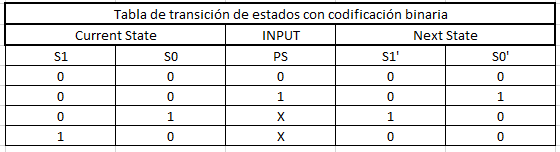 Tabla de transición de estados con codificación binaria
Current State INPUT Next State
S1 S0 PS S1' S0'
0 0 0 0 0
0 0 1 0 1
0 1 X 1 0
1 0 X 0 0